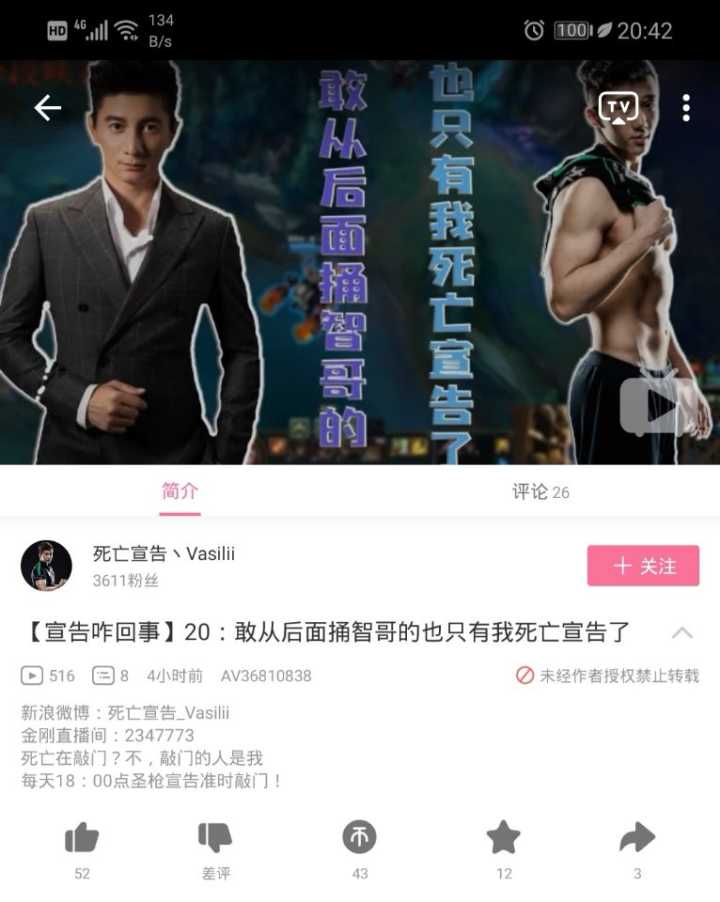 HD 4G 134 B/s 100 20:42
TV
敢从后面捅智哥的
也只有我死亡宣告了
简介 评论 26
死亡宣告丶Vasilii
3611粉丝
+ 关注
【宣告咋回事】20：敢从后面捅智哥的也只有我死亡宣告了
516 8 4小时前 AV36810838 未经作者授权禁止转载
新浪微博：死亡宣告_Vasilii
金刚直播间：2347773
死亡在敲门？不，敲门的人是我
每天18：00点圣枪宣告准时敲门！
52 差评 43 12 3